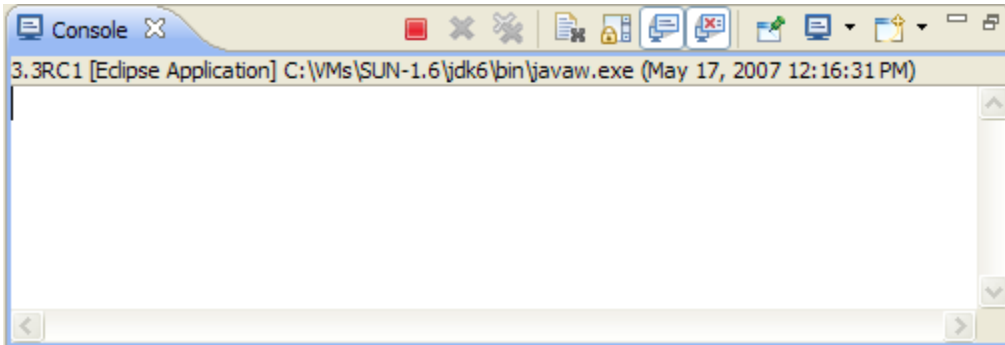 Console
3.3RC1 [Eclipse Application] C:\VMs\SUN-1.6\jdk6\bin\javaw.exe (May 17, 2007 12:16:31 PM)